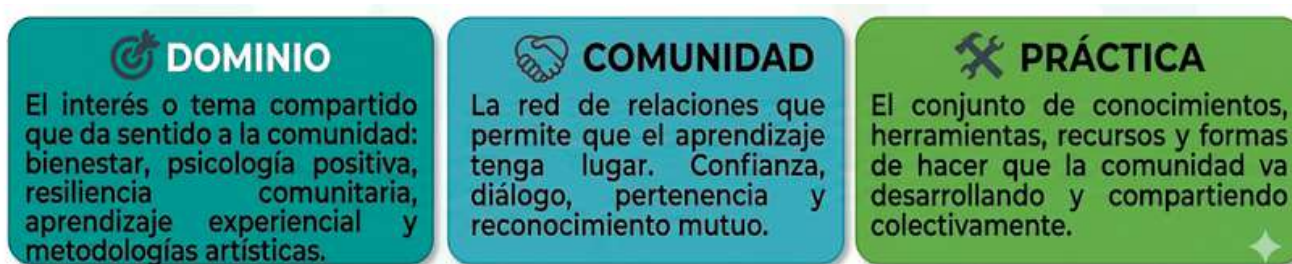 DOMINIO
El interés o tema compartido
que da sentido a la comunidad:
bienestar, psicología positiva,
resiliencia comunitaria,
aprendizaje experiencial y
metodologías artísticas.
COMUNIDAD
La red de relaciones que
permite que el aprendizaje
tenga lugar. Confianza,
diálogo, pertenencia y
reconocimiento mutuo.
PRÁCTICA
El conjunto de conocimientos,
herramientas, recursos y formas
de hacer que la comunidad va
desarrollando y compartiendo
colectivamente.